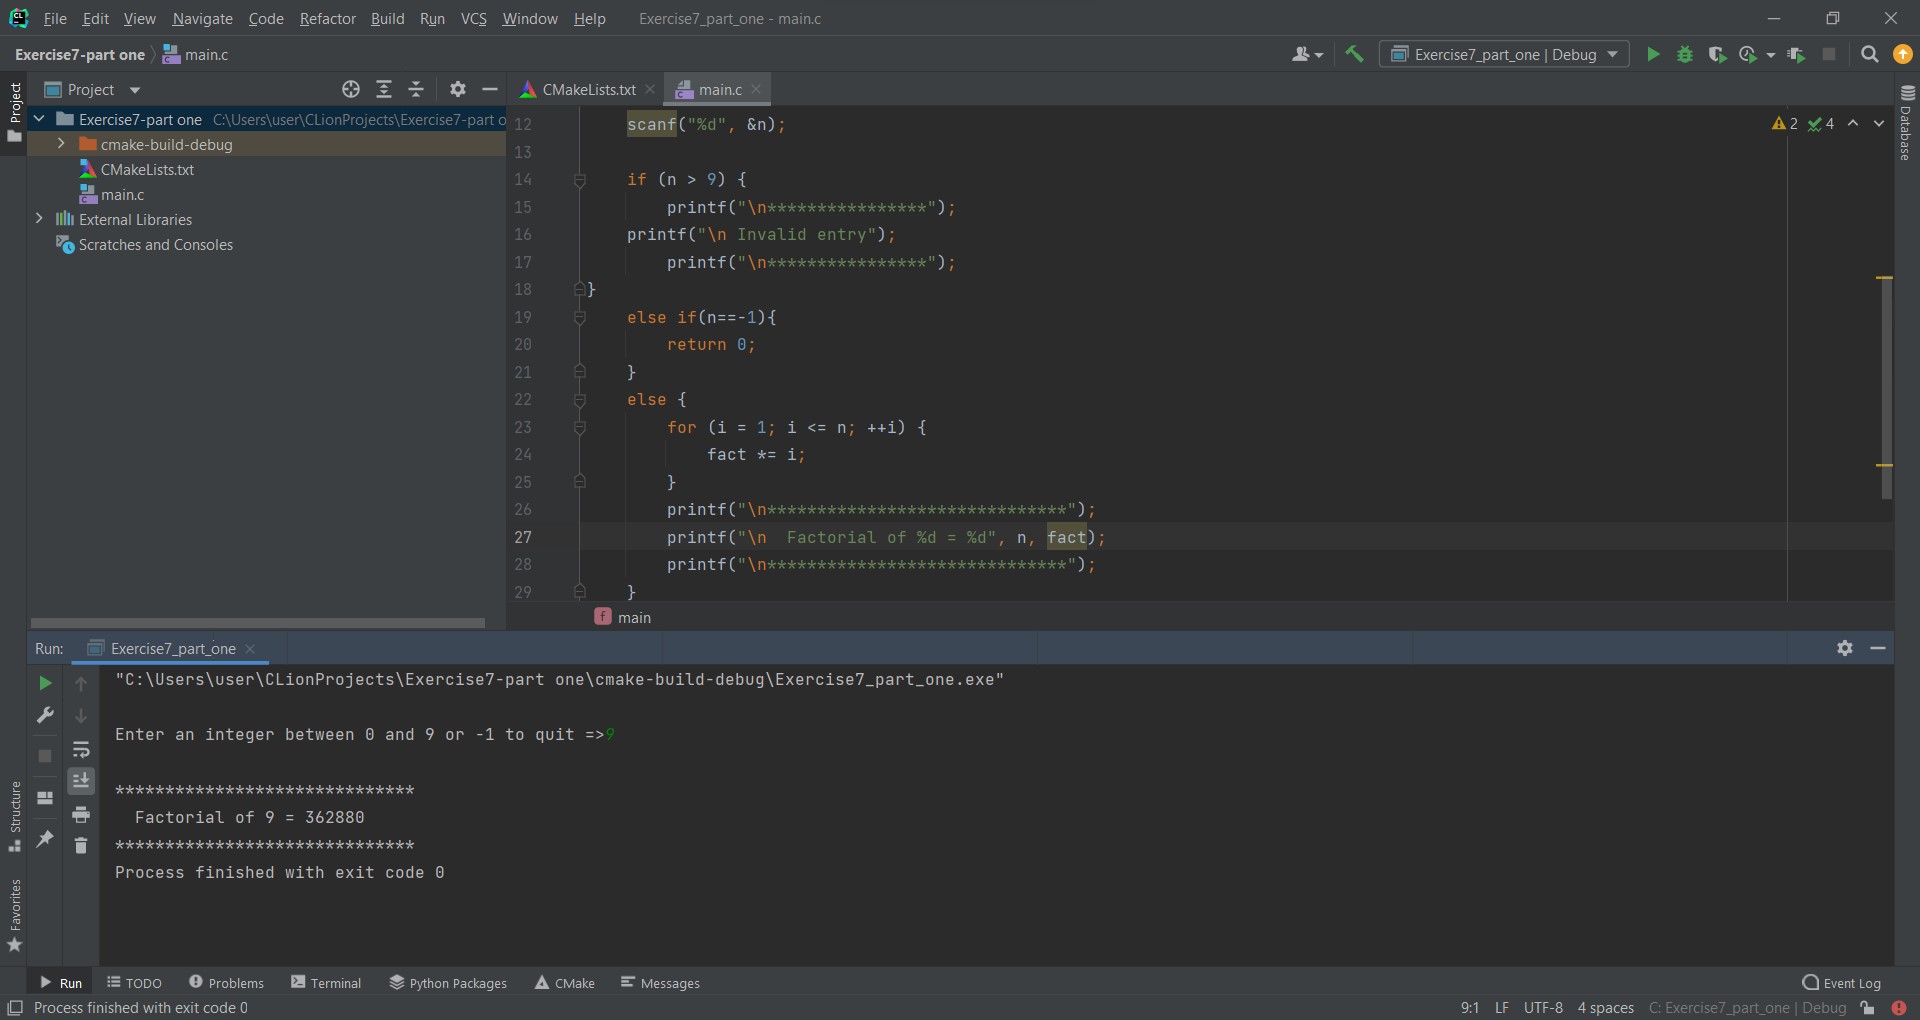 CL File Edit View Navigate Code Refactor Build Run VCS Window Help Exercise7_part_one - main.c
Exercise7-part one main.c Exercise7_part_one | Debug
Project
Project
CMakeLists.txt main.c
Exercise7-part one C:\Users\user\CLionProjects\Exercise7-part o
cmake-build-debug
CMakeLists.txt
main.c
External Libraries
Scratches and Consoles
2 4
Database
12 scanf("%d", &n);
13
14 if (n > 9) {
15 printf("\n****************");
16 printf("\n Invalid entry");
17 printf("\n****************");
18 }
19 else if(n==-1){
20 return 0;
21 }
22 else {
23 for (i = 1; i <= n; ++i) {
24 fact *= i;
25 }
26 printf("\n******************************");
27 printf("\n  Factorial of %d = %d", n, fact);
28 printf("\n******************************");
29 }
f main
Run: Exercise7_part_one
"C:\Users\user\CLionProjects\Exercise7-part one\cmake-build-debug\Exercise7_part_one.exe"
Enter an integer between 0 and 9 or -1 to quit =>9
******************************
  Factorial of 9 = 362880
******************************
Process finished with exit code 0
Structure
Favorites
Run TODO Problems Terminal Python Packages CMake Messages Event Log
Process finished with exit code 0 9:1 LF UTF-8 4 spaces C: Exercise7_part_one | Debug